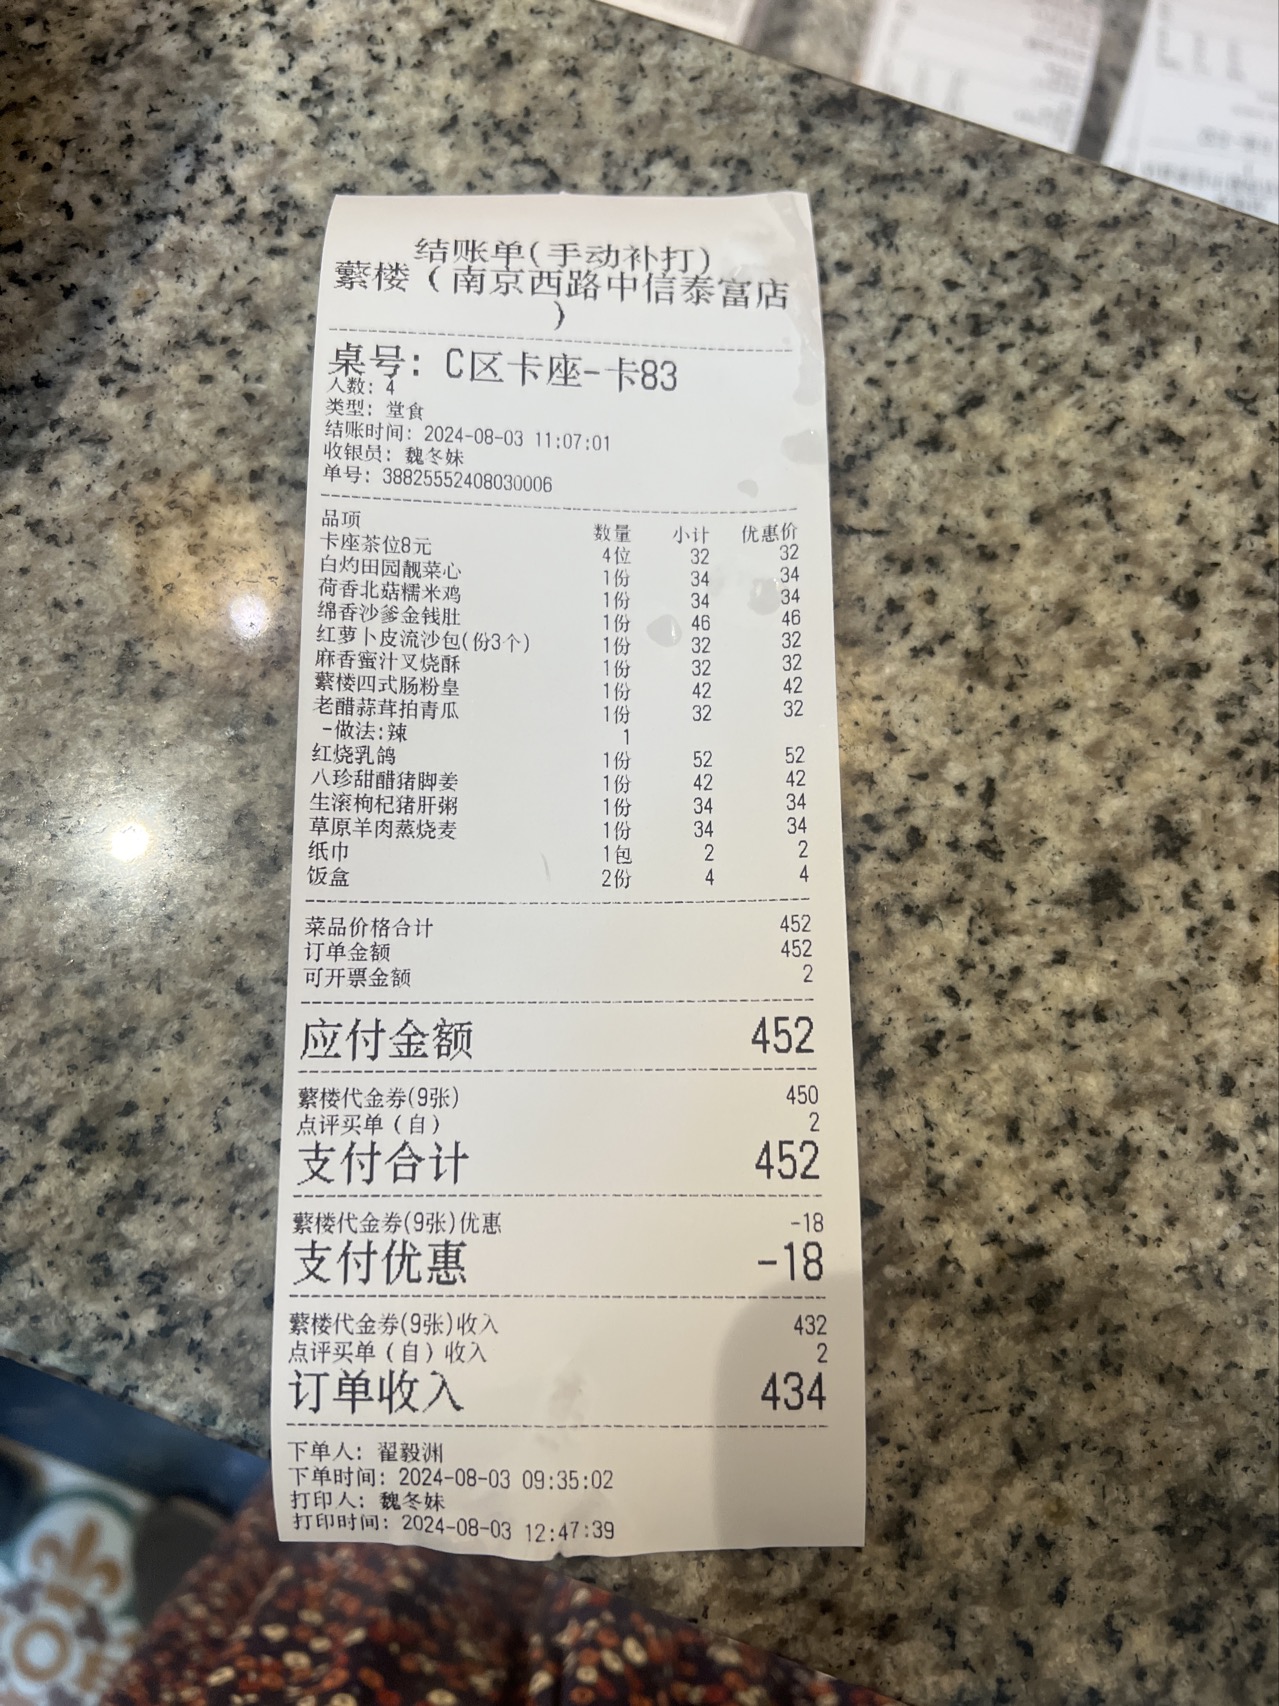 结账单(手动补打)
蘩楼（南京西路中信泰富店
）
桌号: C区卡座-卡83
人数: 4
类型: 堂食
结账时间: 2024-08-03 11:07:01
收银员: 魏冬妹
单号: 38825552408030006
品项 数量 小计 优惠价
卡座茶位8元 4位 32 32
白灼田园靓菜心 1份 34 34
荷香北菇糯米鸡 1份 34 34
绵香沙爹金钱肚 1份 46 46
红萝卜皮流沙包(份3个) 1份 32 32
麻香蜜汁叉烧酥 1份 32 32
蘩楼四式肠粉皇 1份 42 42
老醋蒜茸拍青瓜 1份 32 32
-做法:辣 1
红烧乳鸽 1份 52 52
八珍甜醋猪脚姜 1份 42 42
生滚枸杞猪肝粥 1份 34 34
草原羊肉蒸烧麦 1份 34 34
纸巾 1包 2 2
饭盒 2份 4 4
菜品价格合计 452
订单金额 452
可开票金额 2
应付金额 452
蘩楼代金券(9张) 450
点评买单（自） 2
支付合计 452
蘩楼代金券(9张)优惠 -18
支付优惠 -18
蘩楼代金券(9张)收入 432
点评买单（自）收入 2
订单收入 434
下单人: 翟毅渊
下单时间: 2024-08-03 09:35:02
打印人: 魏冬妹
打印时间: 2024-08-03 12:47:39